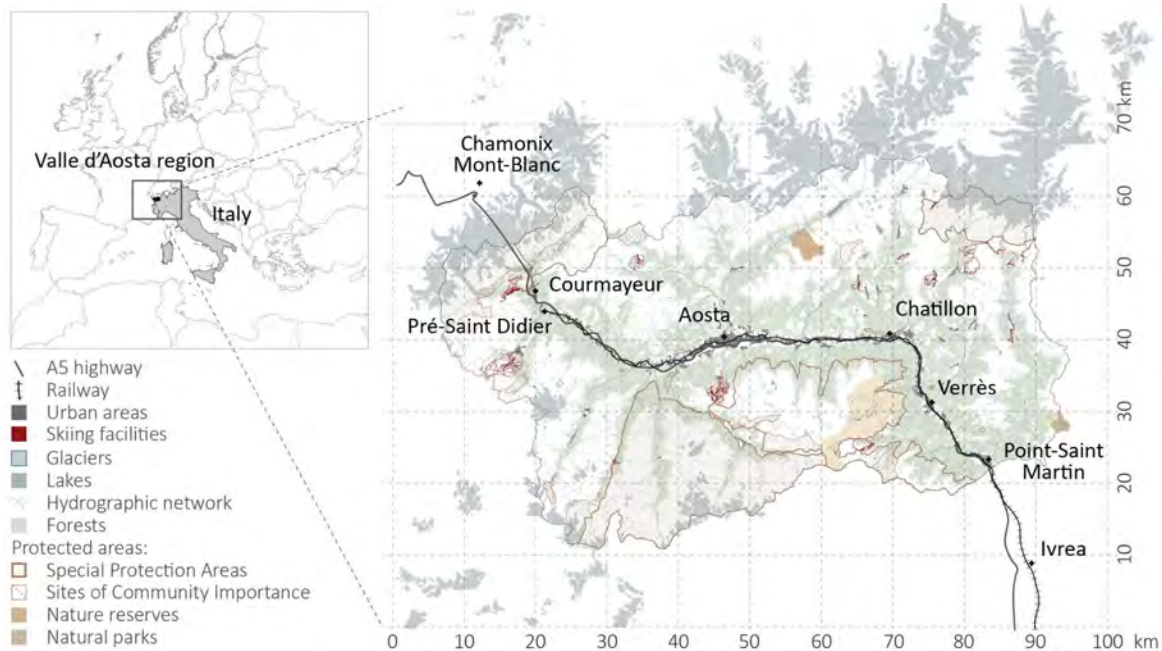 Valle d'Aosta region
Italy
A5 highway
Railway
Urban areas
Skiing facilities
Glaciers
Lakes
Hydrographic network
Forests
Protected areas:
Special Protection Areas
Sites of Community Importance
Nature reserves
Natural parks
Chamonix
Mont-Blanc
Courmayeur
Pré-Saint Didier
Aosta
Chatillon
Verrès
Point-Saint
Martin
Ivrea
70 km
60
50
40
30
20
10
0 10 20 30 40 50 60 70 80 90 100 km